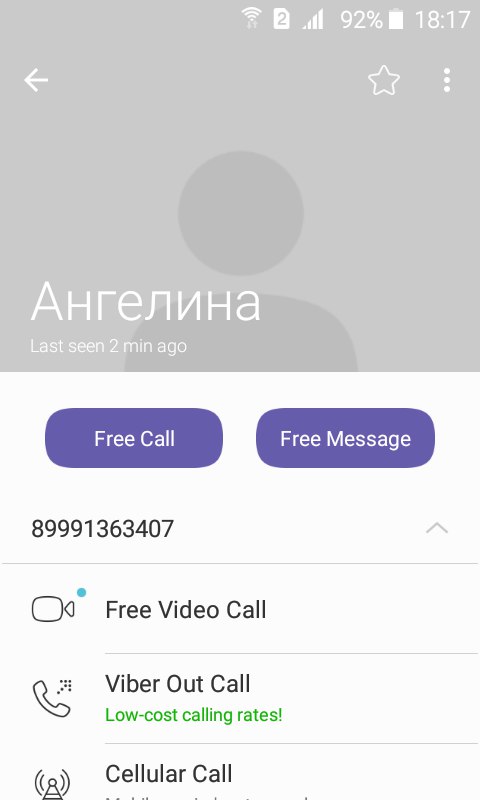 2 92% 18:17
Ангелина
Last seen 2 min ago
Free Call Free Message
89991363407
Free Video Call
Viber Out Call
Low-cost calling rates!
Cellular Call